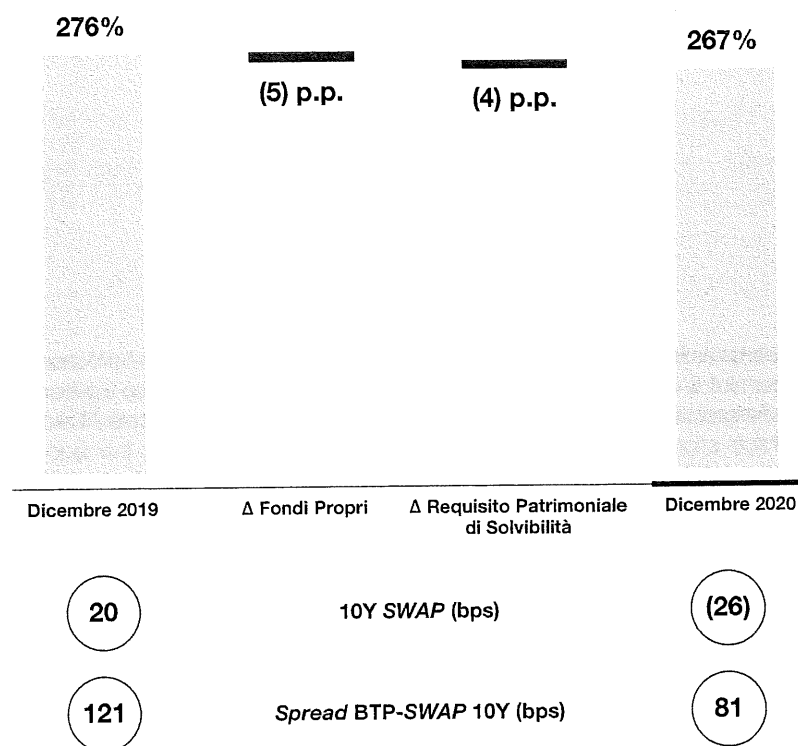 276%
267%
(5) p.p.
(4) p.p.
Dicembre 2019
Δ Fondi Propri
Δ Requisito Patrimoniale
di Solvibilità
Dicembre 2020
20
10Y SWAP (bps)
(26)
121
Spread BTP-SWAP 10Y (bps)
81